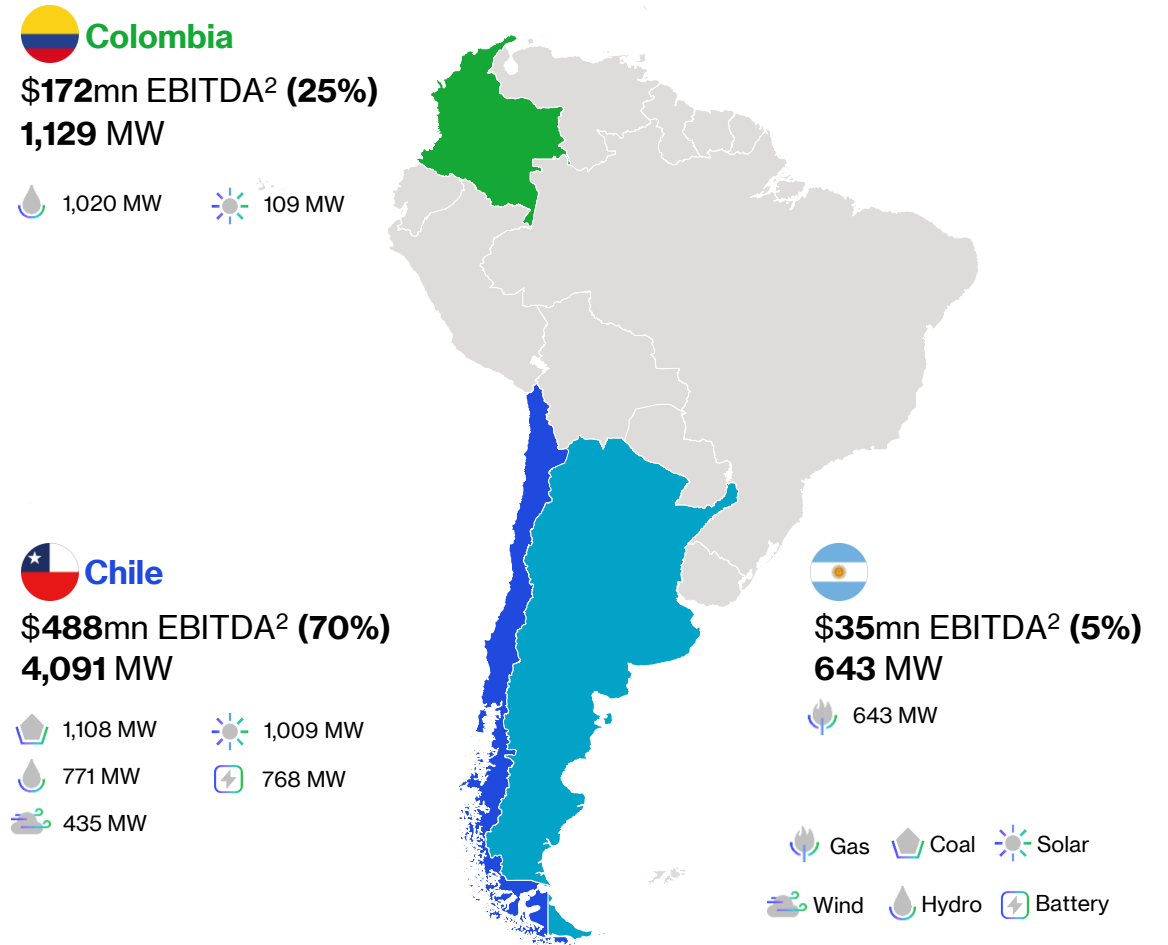 Colombia
$172mn EBITDA² (25%)
1,129 MW
1,020 MW
109 MW
Chile
$488mn EBITDA² (70%)
4,091 MW
1,108 MW
1,009 MW
771 MW
768 MW
435 MW
$35mn EBITDA² (5%)
643 MW
643 MW
Gas
Coal
Solar
Wind
Hydro
Battery